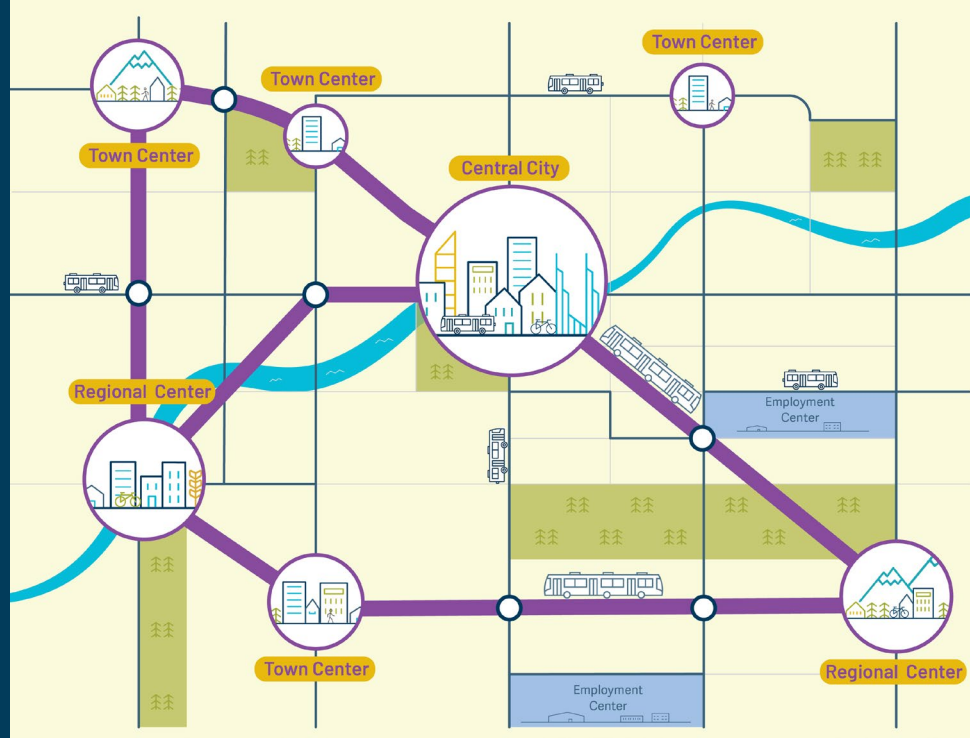 Town Center
Town Center
Town Center
Central City
Regional Center
Employment
Center
Town Center
Regional Center
Employment
Center